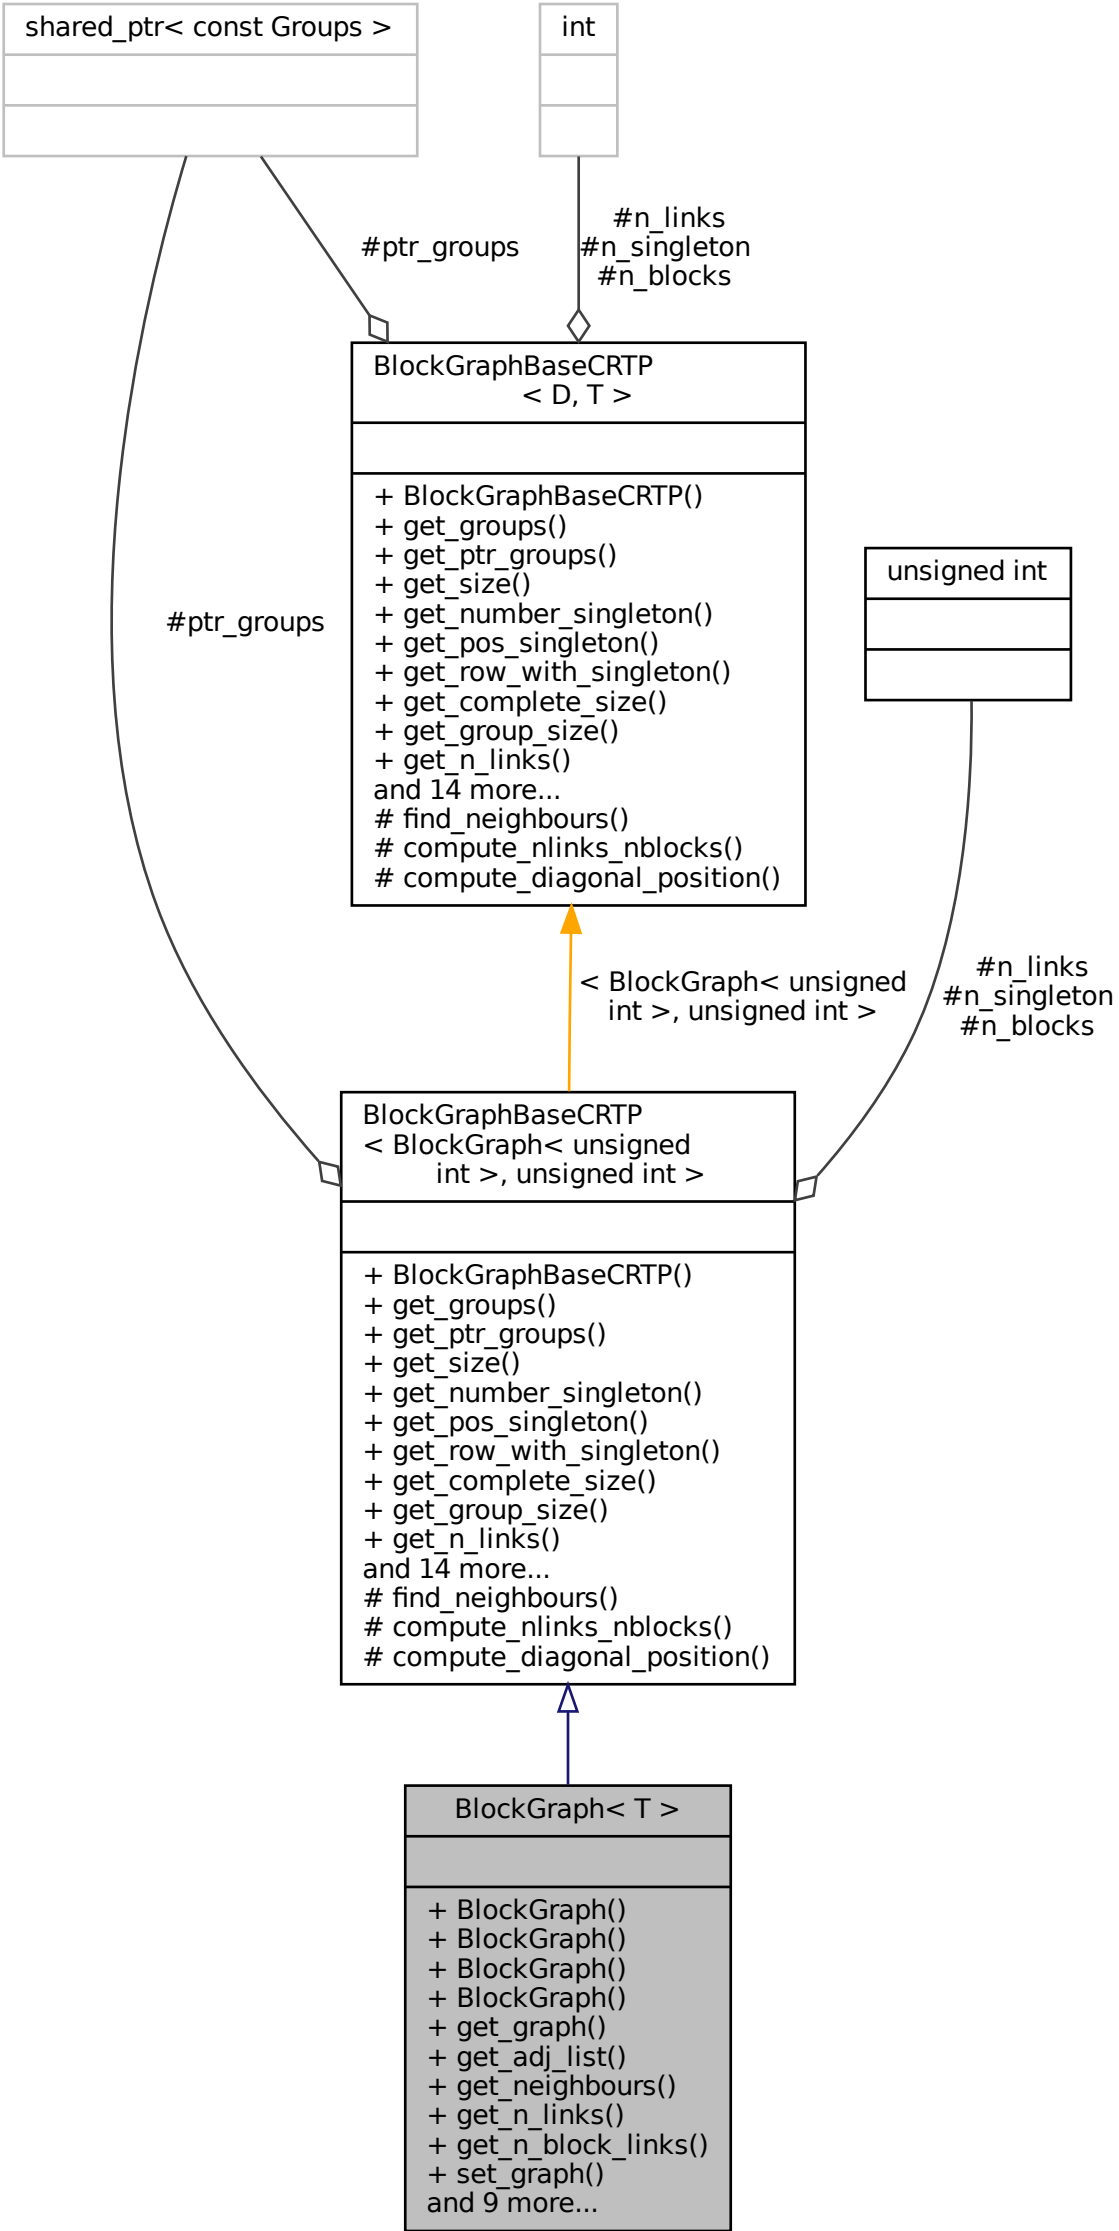 shared_ptr< const Groups >
int
#ptr_groups
#n_links
#n_singleton
#n_blocks
BlockGraphBaseCRTP
< D, T >
+ BlockGraphBaseCRTP()
+ get_groups()
+ get_ptr_groups()
+ get_size()
+ get_number_singleton()
+ get_pos_singleton()
+ get_row_with_singleton()
+ get_complete_size()
+ get_group_size()
+ get_n_links()
and 14 more...
# find_neighbours()
# compute_nlinks_nblocks()
# compute_diagonal_position()
unsigned int
#ptr_groups
< BlockGraph< unsigned
int >, unsigned int >
#n_links
#n_singleton
#n_blocks
BlockGraphBaseCRTP
< BlockGraph< unsigned
int >, unsigned int >
+ BlockGraphBaseCRTP()
+ get_groups()
+ get_ptr_groups()
+ get_size()
+ get_number_singleton()
+ get_pos_singleton()
+ get_row_with_singleton()
+ get_complete_size()
+ get_group_size()
+ get_n_links()
and 14 more...
# find_neighbours()
# compute_nlinks_nblocks()
# compute_diagonal_position()
BlockGraph< T >
+ BlockGraph()
+ BlockGraph()
+ BlockGraph()
+ BlockGraph()
+ get_graph()
+ get_adj_list()
+ get_neighbours()
+ get_n_links()
+ get_n_block_links()
+ set_graph()
and 9 more...